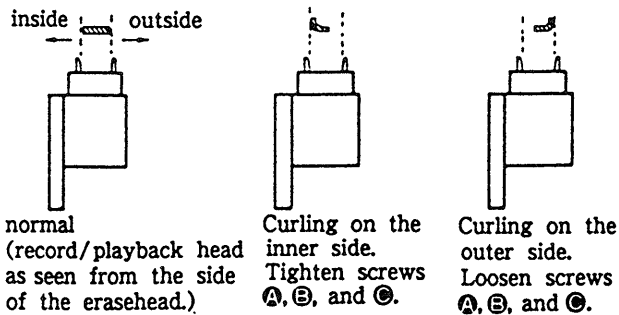 inside outside
normal
(record/playback head
as seen from the side
of the erasehead.)
Curling on the
inner side.
Tighten screws
Ⓐ, Ⓑ, and Ⓒ.
Curling on the
outer side.
Loosen screws
Ⓐ, Ⓑ, and Ⓒ.